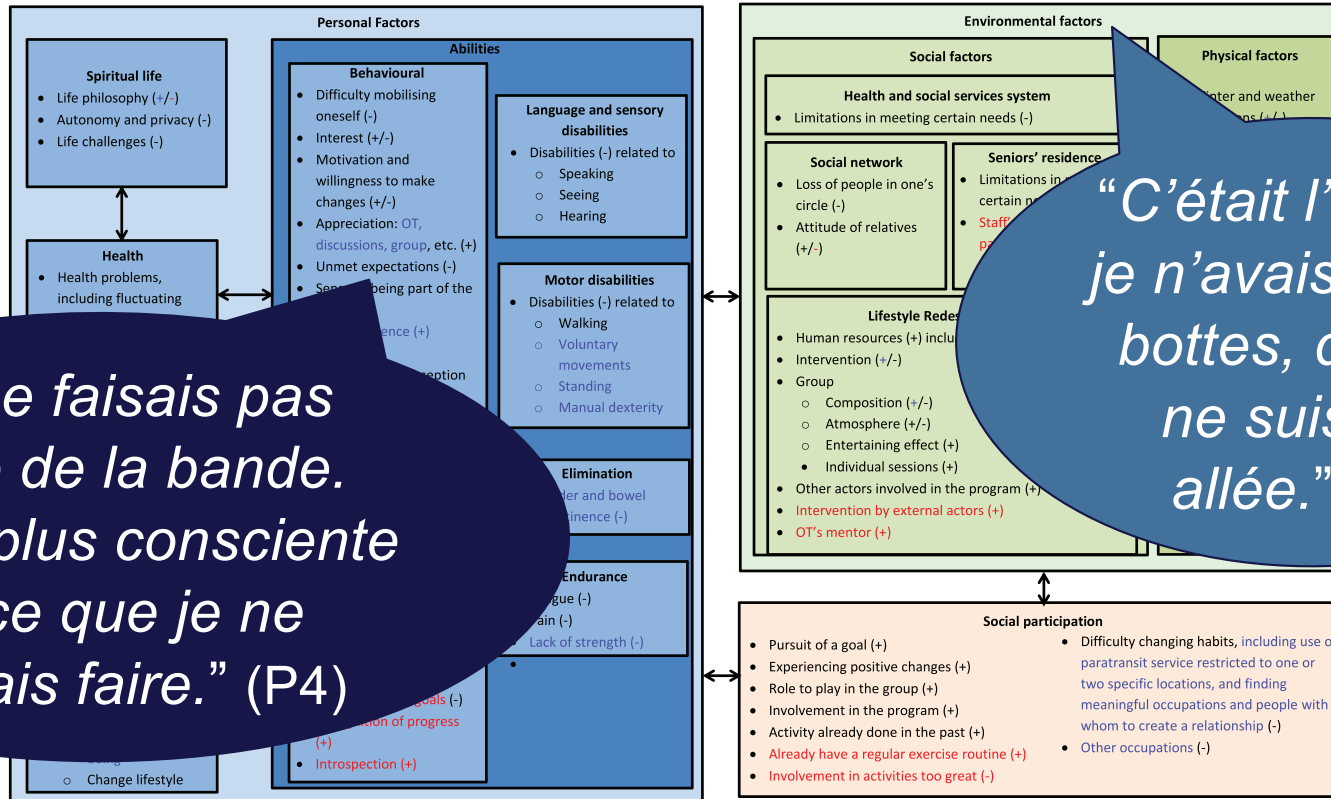 Personal Factors
Spiritual life
• Life philosophy (+/-)
• Autonomy and privacy (-)
• Life challenges (-)
Health
• Health problems,
including fluctuating
○ Change lifestyle
Abilities
Behavioural
• Difficulty mobilising
oneself (-)
• Interest (+/-)
• Motivation and
willingness to make
changes (+/-)
• Appreciation: OT,
discussions, group, etc. (+)
• Unmet expectations (-)
being part of the
(+)
(-)
of progress
(+)
• Introspection (+)
Language and sensory
disabilities
• Disabilities (-) related to
○ Speaking
○ Seeing
○ Hearing
Motor disabilities
• Disabilities (-) related to
○ Walking
○ Voluntary
movements
○ Standing
○ Manual dexterity
Elimination
and bowel
(-)
Endurance
(-)
(-)
• Lack of strength (-)
•
faisais pas
de la bande.
plus consciente
ce que je ne
faire.” (P4)
Environmental factors
Social factors
Health and social services system
• Limitations in meeting certain needs (-)
Social network
• Loss of people in one’s
circle (-)
• Attitude of relatives
(+/-)
Seniors’ residence
• Limitations in
certain
•
Lifestyle
• Human resources (+)
• Intervention (+/-)
• Group
○ Composition (+/-)
○ Atmosphere (+/-)
○ Entertaining effect (+)
• Individual sessions (+)
• Other actors involved in the program (+)
• Intervention by external actors (+)
• OT’s mentor (+)
Physical factors
and weather
“C’était l’
je n’avais
bottes,
ne suis
allée.”
Social participation
• Pursuit of a goal (+)
• Experiencing positive changes (+)
• Role to play in the group (+)
• Involvement in the program (+)
• Activity already done in the past (+)
• Already have a regular exercise routine (+)
• Involvement in activities too great (-)
• Difficulty changing habits, including use
paratransit service restricted to one or
two specific locations, and finding
meaningful occupations and people with
whom to create a relationship (-)
• Other occupations (-)